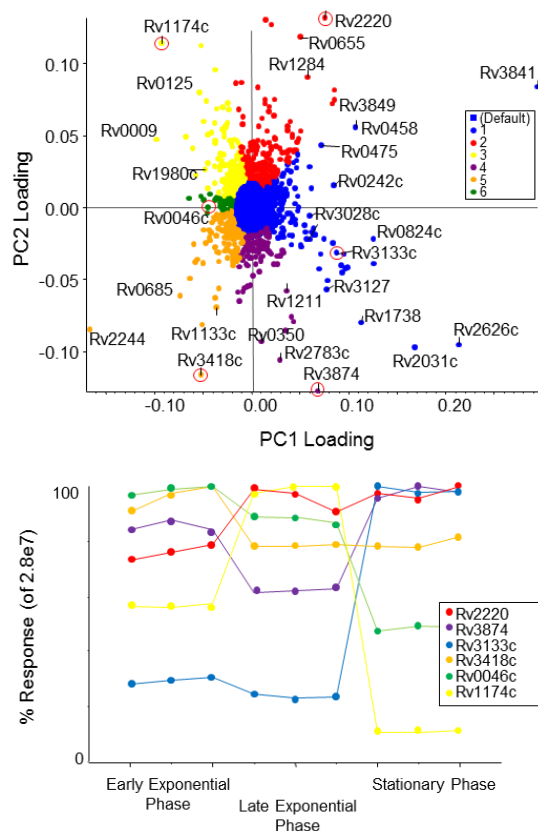 Rv1174c
Rv2220
Rv0655
0.10
Rv1284
Rv3841
Rv0125
Rv3849
Rv0458
(Default)
1
2
3
4
5
6
0.05
Rv0009
Rv0475
Rv1980c
Rv0242c
PC2 Loading
0.00
Rv0046c
Rv3028c
Rv0824c
Rv3133c
-0.05
Rv0685
Rv1211
Rv3127
Rv1738
Rv2244
Rv1133c
Rv0350
Rv2626c
-0.10
Rv3418c
Rv2783c
Rv2031c
Rv3874
-0.10
0.00
0.10
0.20
PC1 Loading
100
% Response (of 2.8e7)
Rv2220
Rv3874
Rv3133c
Rv3418c
Rv0046c
Rv1174c
0
Early Exponential
Phase
Late Exponential
Phase
Stationary Phase